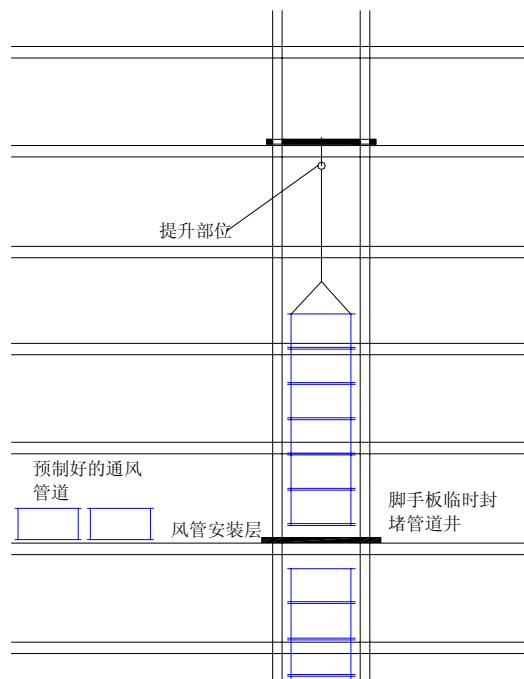 提升部位
预制好的通风
管道
风管安装层
脚手板临时封
堵管道井